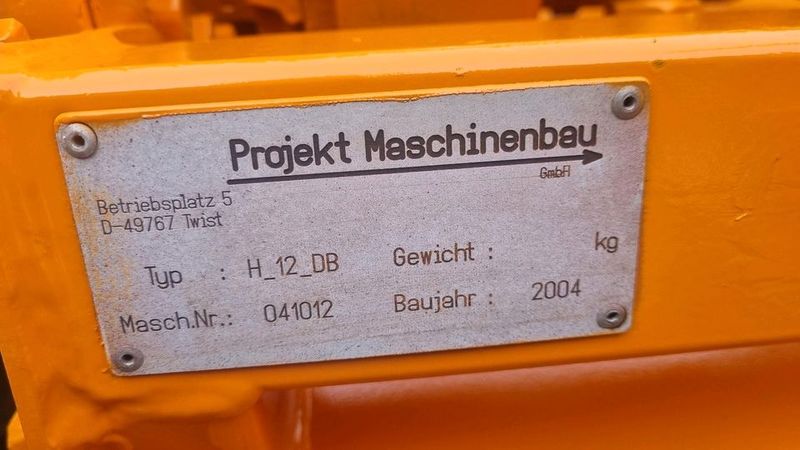 Projekt Maschinenbau
GmbH
Betriebsplatz 5
D-49767 Twist
Typ : H_12_DB Gewicht : kg
Masch.Nr.: 041012 Baujahr : 2004